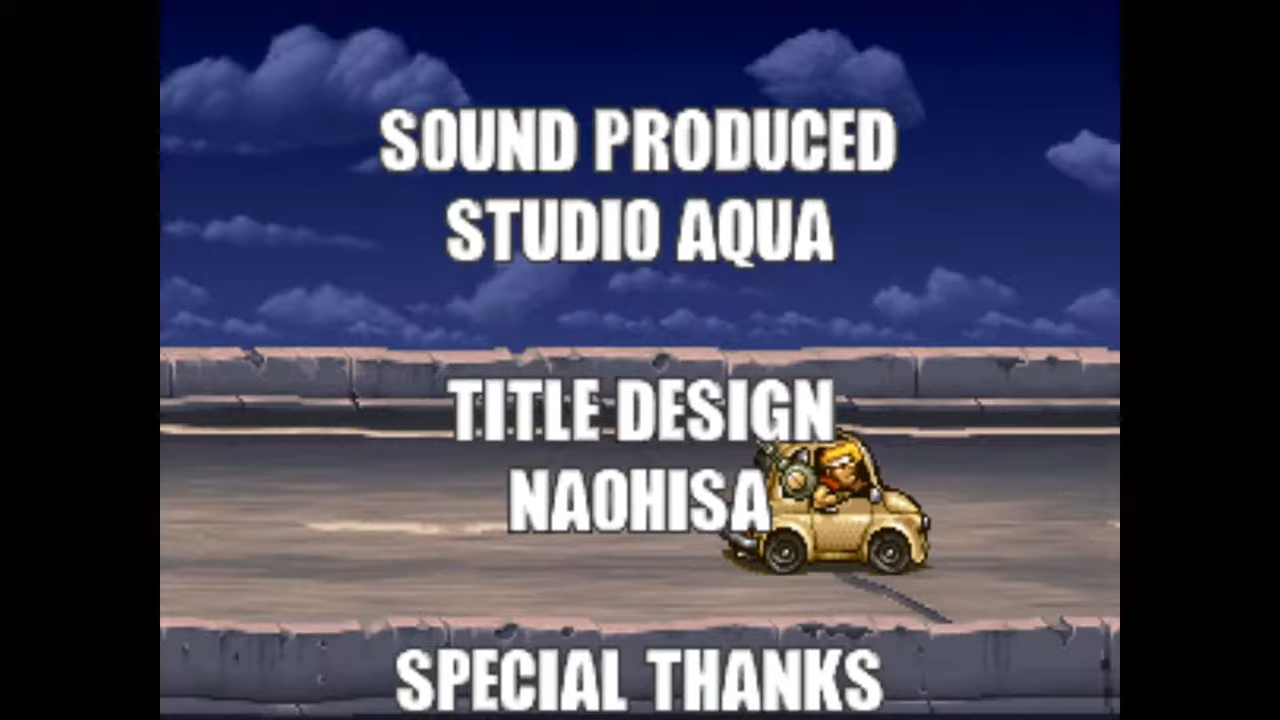 SOUND PRODUCED
STUDIO AQUA
TITLE DESIGN
NAOHISA
SPECIAL THANKS